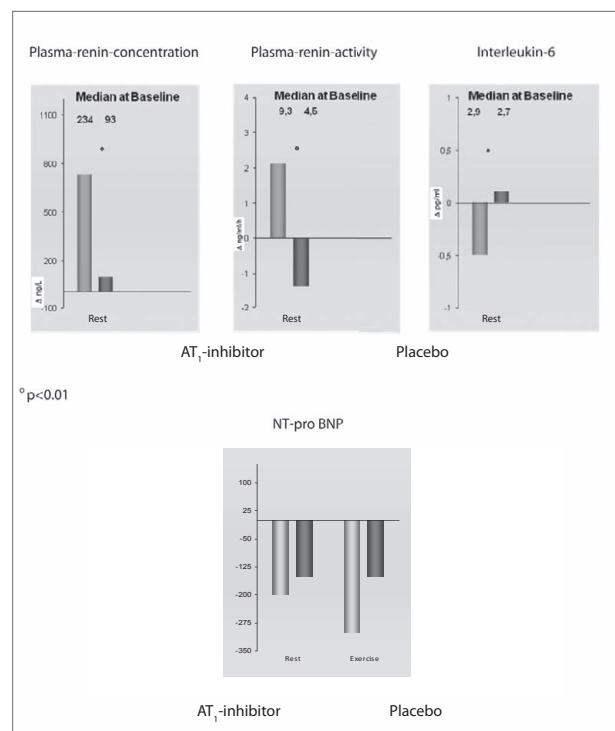 Plasma-renin-concentration
Plasma-renin-activity
Interleukin-6
Median at Baseline
234 93
1100
800
500
200
-100
Δ ng/L
Rest
Median at Baseline
9,3 4,5
4
3
2
1
0
-1
-2
Δ ng/ml/h
Rest
Median at Baseline
2,9 2,7
1
0,5
0
-0,5
-1
Δ pg/ml
Rest
AT₁-inhibitor
Placebo
° p<0.01
NT-pro BNP
100
25
-50
-125
-200
-275
-350
Rest
Exercise
AT₁-inhibitor
Placebo